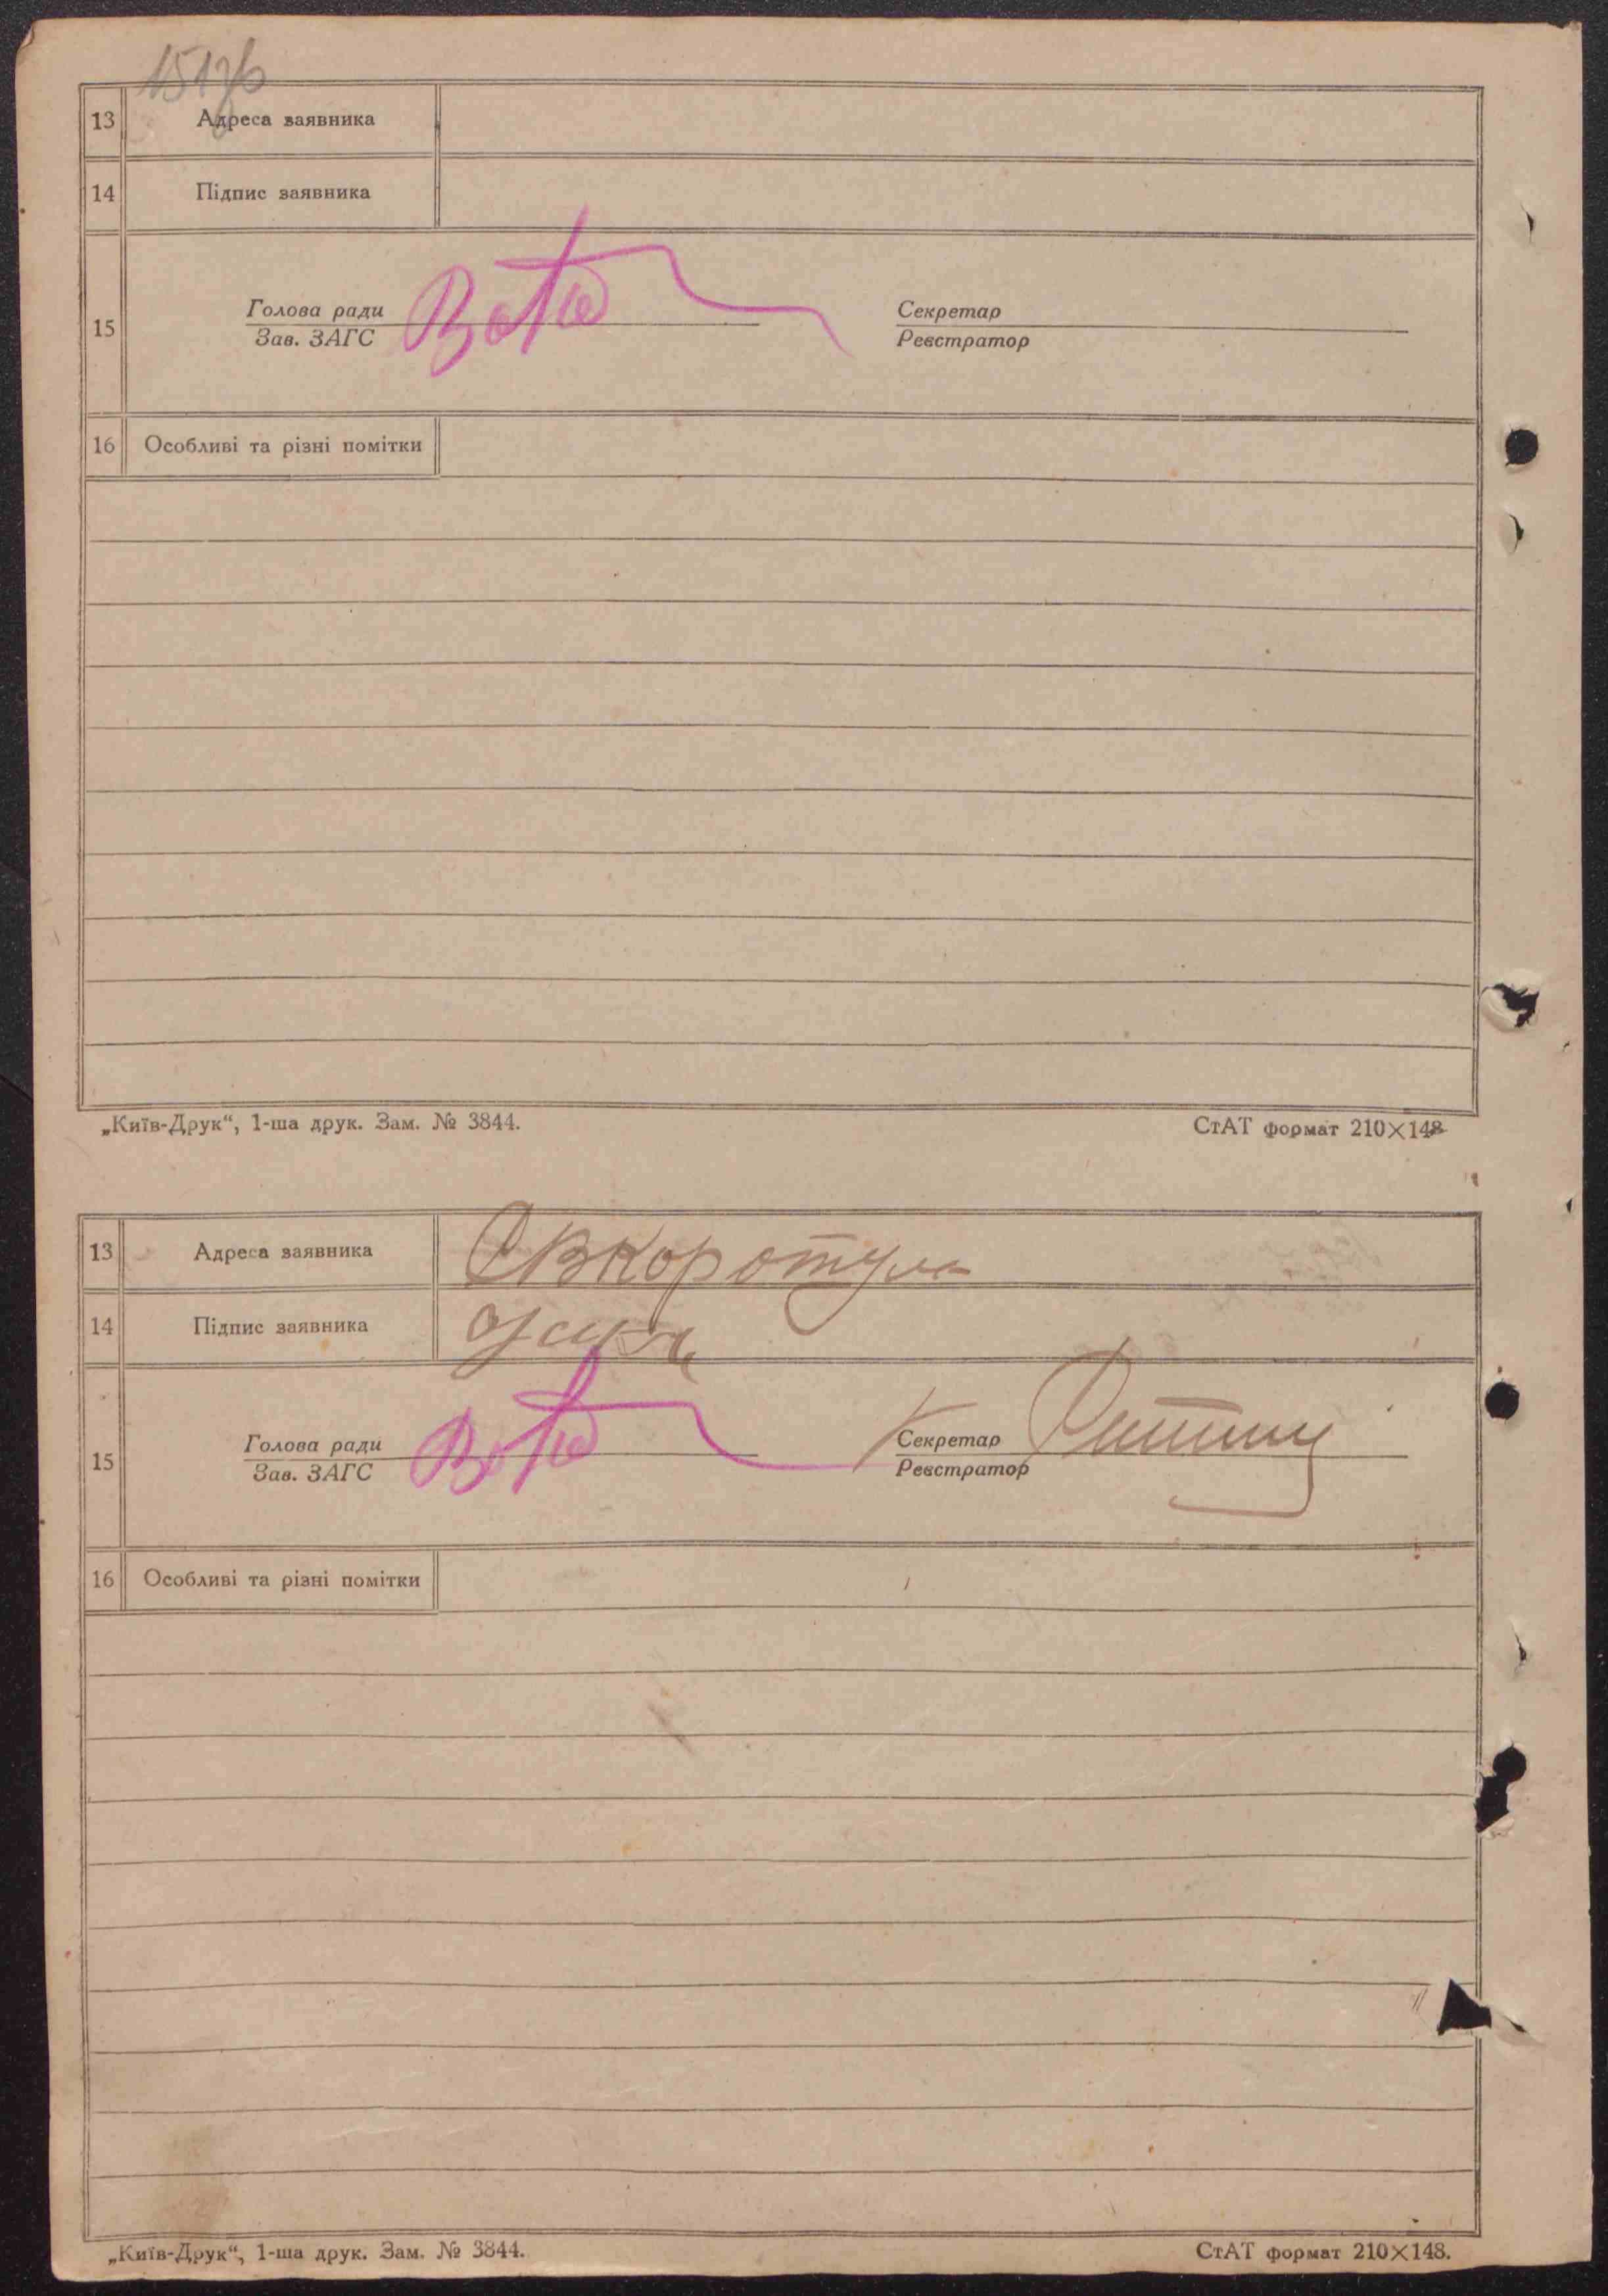 13 Адреса заявника
14 Підпис заявника
15 Голова ради Секретар
Зав. ЗАГС Реєстратор
16 Особливі та різні помітки
„Київ-Друк“, 1-ша друк. Зам. № 3844. СтАТ формат 210×148
13 Адреса заявника
14 Підпис заявника
15 Голова ради Секретар
Зав. ЗАГС Реєстратор
16 Особливі та різні помітки
„Київ-Друк“, 1-ша друк. Зам. № 3844. СтАТ формат 210×148.